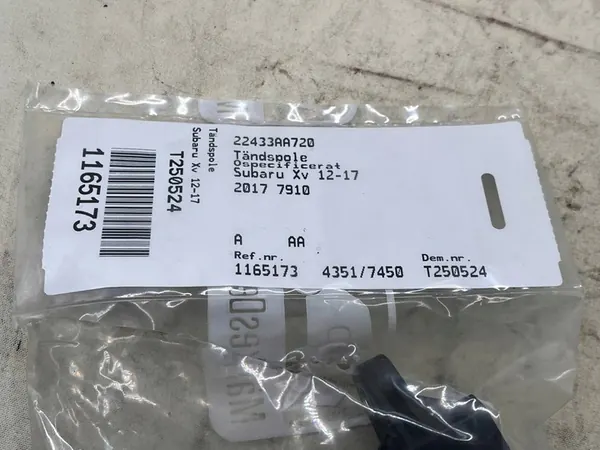 22433AA720
Tändspole
Ospecificerat
Subaru Xv 12-17
2017 7910
A AA
Ref.nr. Dem.nr.
1165173 4351/7450 T250524
Tändspole
Subaru Xv 12-17
T250524
1165173